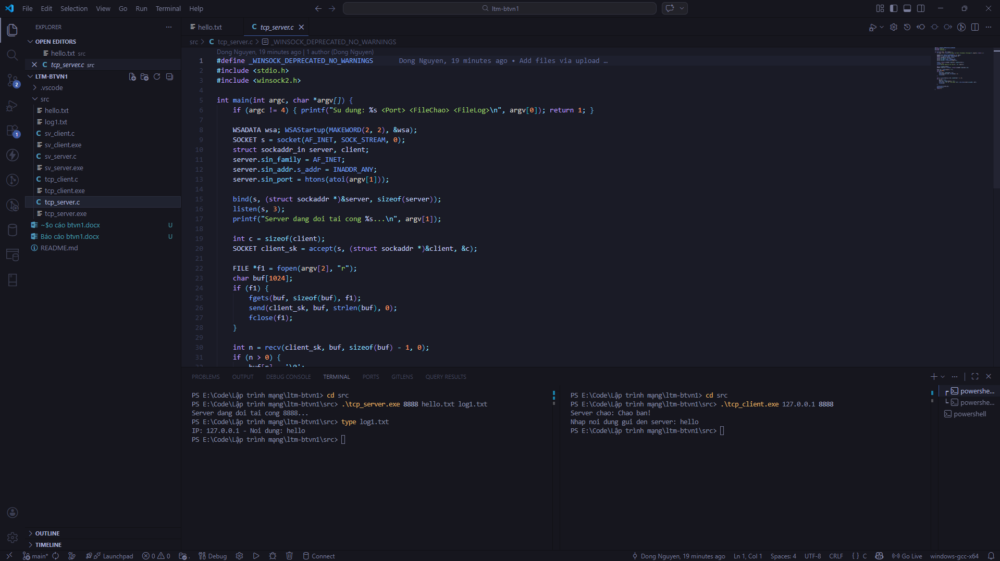 File Edit Selection View Go Run Terminal Help
ltm-btvn1
EXPLORER
OPEN EDITORS
hello.txt src
tcp_server.c src
LTM-BTVN1
.vscode
src
hello.txt
log1.txt
sv_client.c
sv_client.exe
sv_server.c
sv_server.exe
tcp_client.c
tcp_client.exe
tcp_server.c
tcp_server.exe
~$o cáo btvn1.docx U
Báo cáo btvn1.docx U
README.md
OUTLINE
TIMELINE
2
1
hello.txt
tcp_server.c
src > C tcp_server.c > _WINSOCK_DEPRECATED_NO_WARNINGS
Dong Nguyen, 19 minutes ago | 1 author (Dong Nguyen)
1 #define _WINSOCK_DEPRECATED_NO_WARNINGS Dong Nguyen, 19 minutes ago • Add files via upload …
2 #include <stdio.h>
3 #include <winsock2.h>
4
5 int main(int argc, char *argv[]) {
6 if (argc != 4) { printf("Su dung: %s <Port> <FileChao> <FileLog>\n", argv[0]); return 1; }
7
8 WSADATA wsa; WSAStartup(MAKEWORD(2, 2), &wsa);
9 SOCKET s = socket(AF_INET, SOCK_STREAM, 0);
10 struct sockaddr_in server, client;
11 server.sin_family = AF_INET;
12 server.sin_addr.s_addr = INADDR_ANY;
13 server.sin_port = htons(atoi(argv[1]));
14
15 bind(s, (struct sockaddr *)&server, sizeof(server));
16 listen(s, 3);
17 printf("Server dang doi tai cong %s...\n", argv[1]);
18
19 int c = sizeof(client);
20 SOCKET client_sk = accept(s, (struct sockaddr *)&client, &c);
21
22 FILE *f1 = fopen(argv[2], "r");
23 char buf[1024];
24 if (f1) {
25 fgets(buf, sizeof(buf), f1);
26 send(client_sk, buf, strlen(buf), 0);
27 fclose(f1);
28 }
29
30 int n = recv(client_sk, buf, sizeof(buf) - 1, 0);
31 if (n > 0) {
PROBLEMS OUTPUT DEBUG CONSOLE TERMINAL PORTS GITLENS QUERY RESULTS
PS E:\Code\Lập trình mạng\ltm-btvn1> cd src
PS E:\Code\Lập trình mạng\ltm-btvn1\src> .\tcp_server.exe 8888 hello.txt log1.txt
Server dang doi tai cong 8888...
PS E:\Code\Lập trình mạng\ltm-btvn1\src> type log1.txt
IP: 127.0.0.1 - Noi dung: hello
PS E:\Code\Lập trình mạng\ltm-btvn1\src>
PS E:\Code\Lập trình mạng\ltm-btvn1> cd src
PS E:\Code\Lập trình mạng\ltm-btvn1\src> .\tcp_client.exe 127.0.0.1 8888
Server chao: Chao ban!
Nhap noi dung gui den server: hello
PS E:\Code\Lập trình mạng\ltm-btvn1\src>
powershe...
powershe...
powershell
main* Launchpad 0 0 Debug Connect
Dong Nguyen, 19 minutes ago Ln 1, Col 1 Spaces: 4 UTF-8 CRLF { } C Go Live windows-gcc-x64